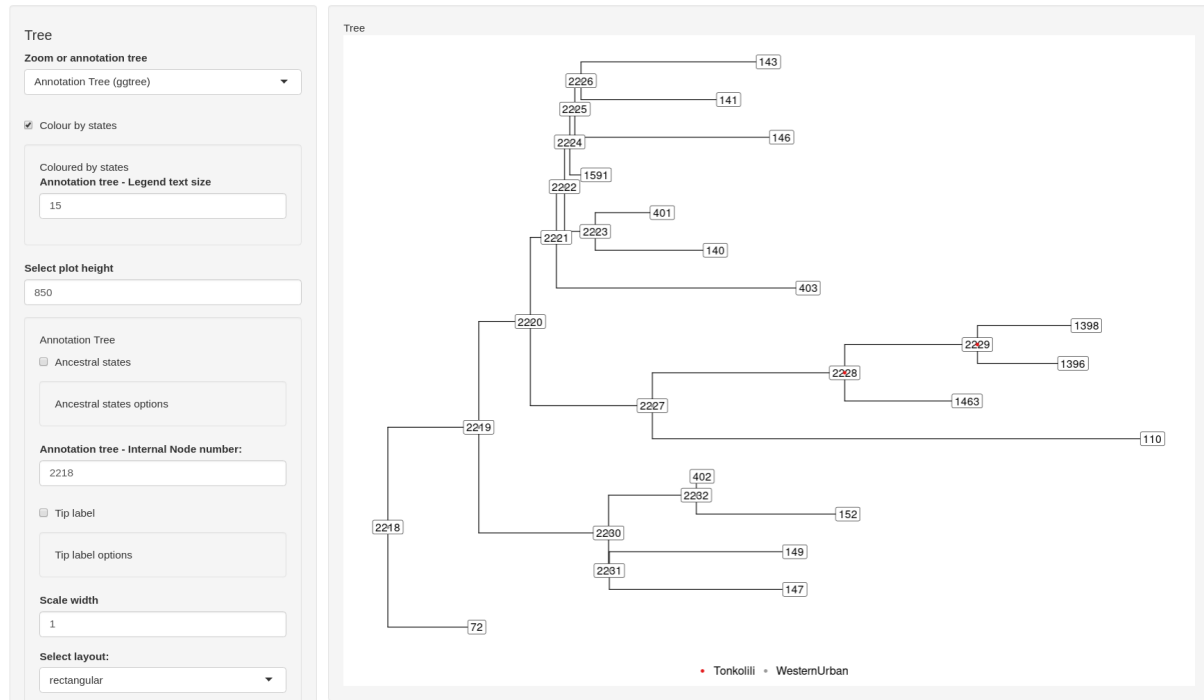 Tree
Zoom or annotation tree
Annotation Tree (ggtree)
Colour by states
Coloured by states
Annotation tree - Legend text size
15
Select plot height
850
Annotation Tree
Ancestral states
Ancestral states options
Annotation tree - Internal Node number:
2218
Tip label
Tip label options
Scale width
1
Select layout:
rectangular
Tree
143
2226
141
2225
146
2224
1591
2222
401
2223
2221
140
403
2220
1398
2229
1396
2228
1463
2227
2219
110
402
2232
152
2218
2230
149
2231
147
72
Tonkolili WesternUrban